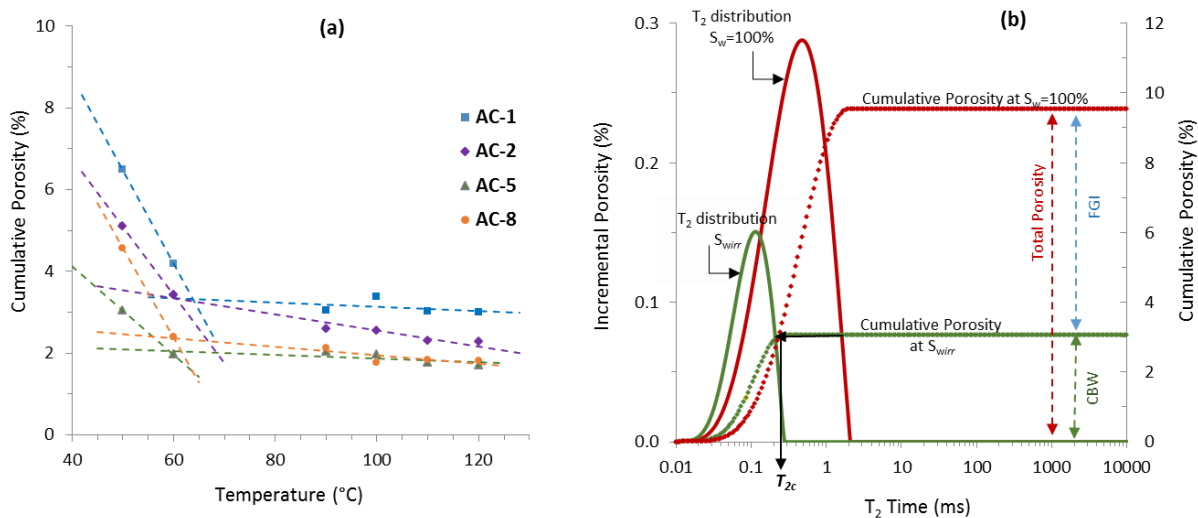 (a)
10
8
6
4
2
0
40
60
80
100
120
Cumulative Porosity (%)
Temperature (°C)
AC-1
AC-2
AC-5
AC-8
(b)
0.3
0.2
0.1
0.0
Incremental Porosity (%)
12
10
8
6
4
2
0
Cumulative Porosity (%)
0.01
0.1
1
10
100
1000
10000
T2c
T2 Time (ms)
T2 distribution
Sw=100%
Cumulative Porosity at Sw=100%
T2 distribution
Swirr
Cumulative Porosity
at Swirr
Total Porosity
FGI
CBW